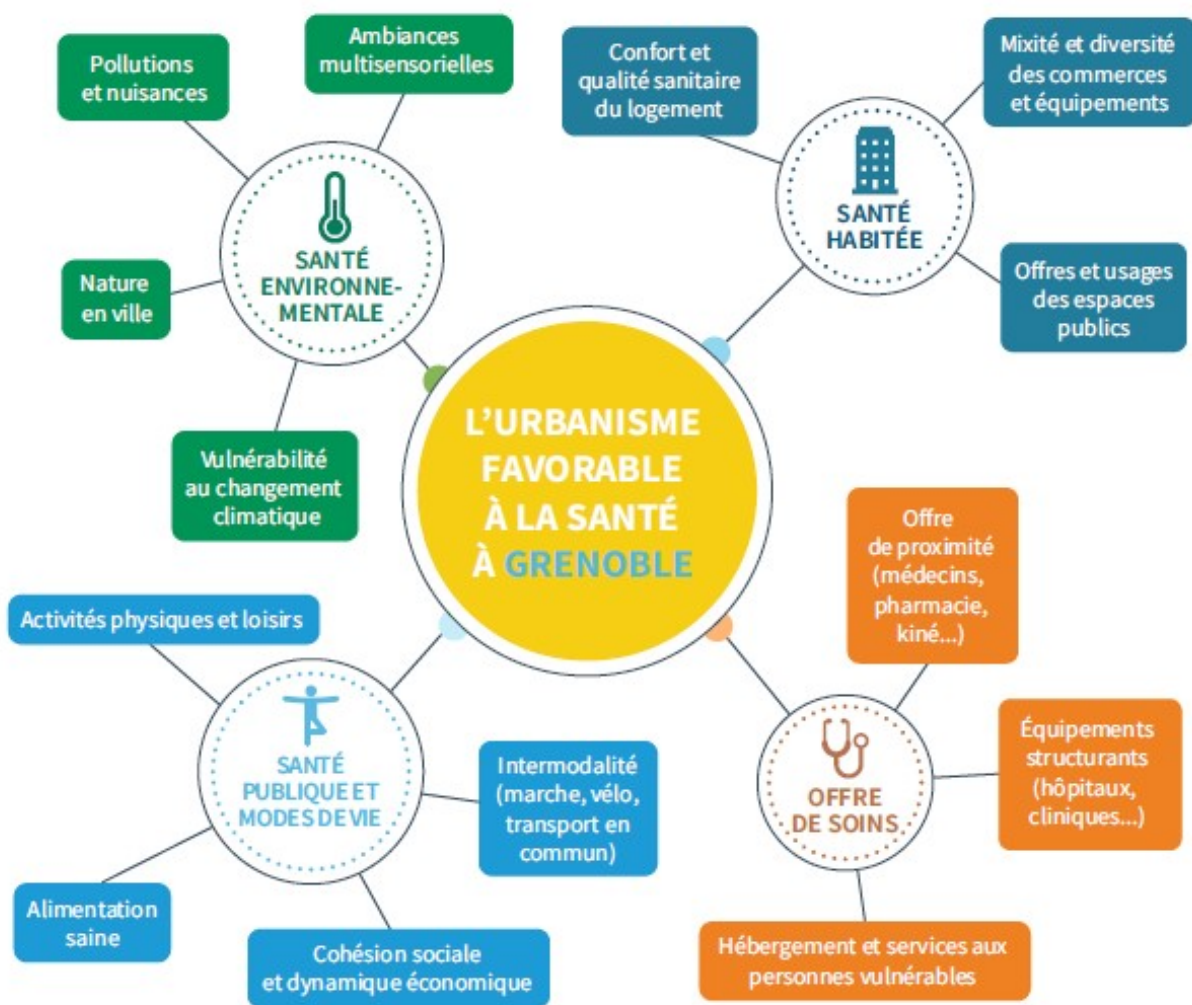 Pollutions
et nuisances
Ambiances
multisensorielles
SANTÉ
ENVIRONNE-
MENTALE
Nature
en ville
Vulnérabilité
au changement
climatique
Confort et
qualité sanitaire
du logement
Mixité et diversité
des commerces
et équipements
SANTÉ
HABITÉE
Offres et usages
des espaces
publics
L'URBANISME
FAVORABLE
À LA SANTÉ
À GRENOBLE
Activités physiques et loisirs
SANTÉ
PUBLIQUE ET
MODES DE VIE
Intermodalité
(marche, vélo,
transport en
commun)
Alimentation
saine
Cohésion sociale
et dynamique économique
Offre
de proximité
(médecins,
pharmacie,
kiné...)
OFFRE
DE SOINS
Équipements
structurants
(hôpitaux,
cliniques...)
Hébergement et services aux
personnes vulnérables